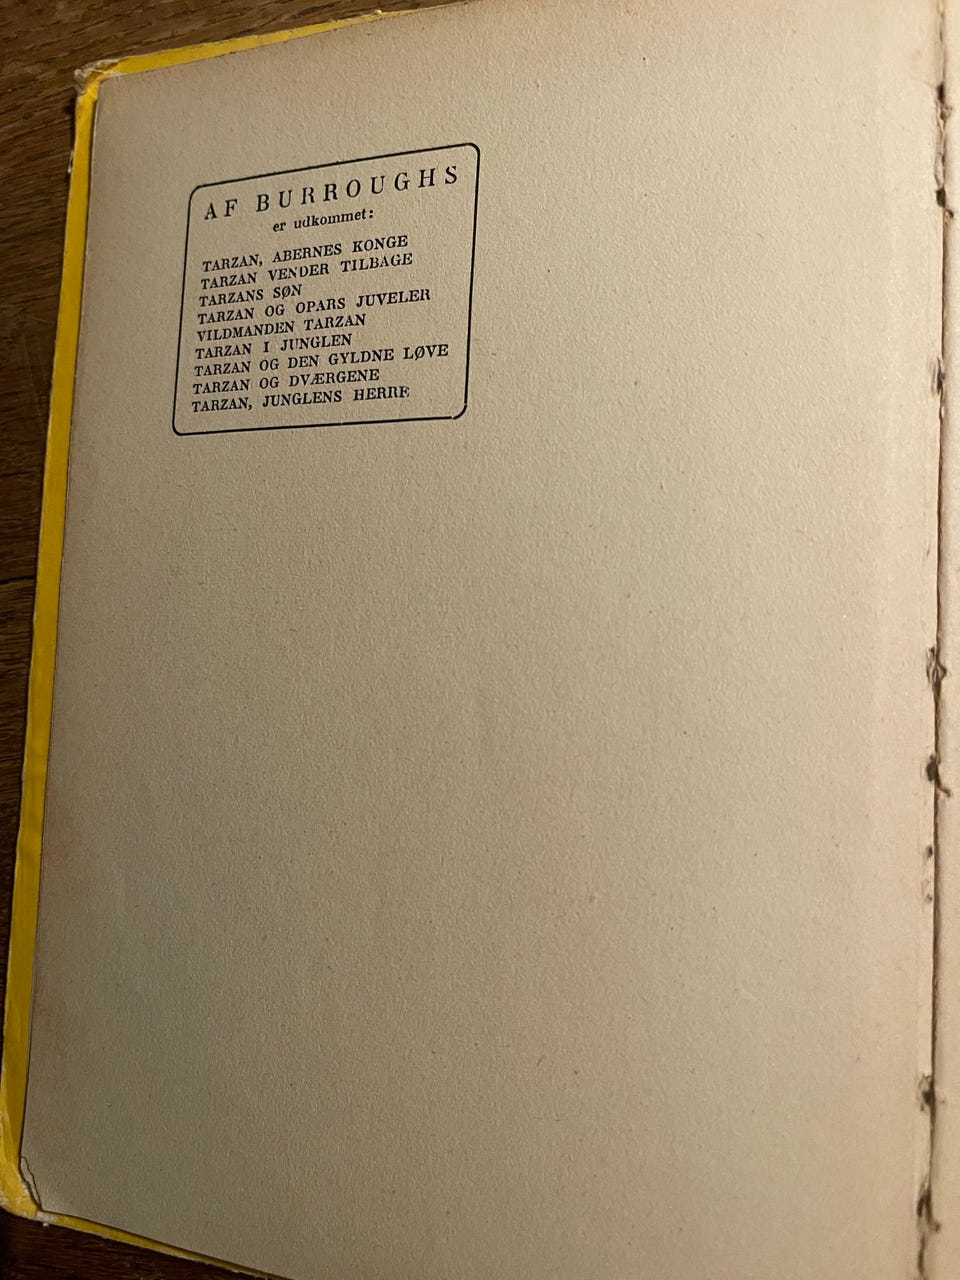 AF BURROUGHS
er udkommet:
TARZAN, ABERNES KONGE
TARZAN VENDER TILBAGE
TARZANS SØN
TARZAN OG OPARS JUVELER
VILDMANDEN TARZAN
TARZAN I JUNGLEN
TARZAN OG DEN GYLDNE LØVE
TARZAN OG DVÆRGENE
TARZAN, JUNGLENS HERRE